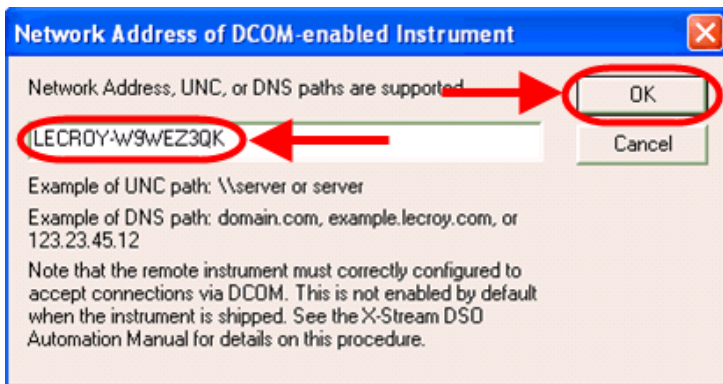 Network Address of DCOM-enabled Instrument
Network Address, UNC, or DNS paths are supported
OK
LECROY-W9WEZ3QK
Cancel
Example of UNC path: \\server or server
Example of DNS path: domain.com, example.lecroy.com, or
123.23.45.12
Note that the remote instrument must correctly configured to
accept connections via DCOM. This is not enabled by default
when the instrument is shipped. See the X-Stream DSO
Automation Manual for details on this procedure.